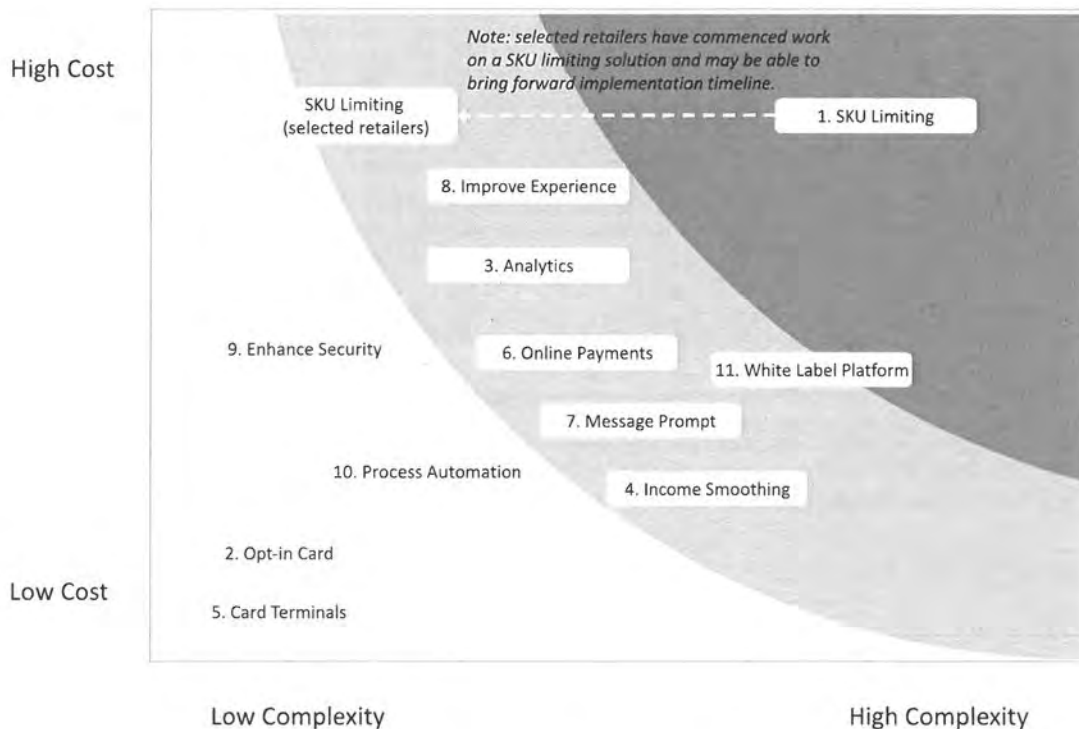 Note: selected retailers have commenced work
on a SKU limiting solution and may be able to
bring forward implementation timeline.
High Cost
SKU Limiting
(selected retailers)
1. SKU Limiting
8. Improve Experience
3. Analytics
9. Enhance Security
6. Online Payments
11. White Label Platform
7. Message Prompt
10. Process Automation
4. Income Smoothing
2. Opt-in Card
Low Cost
5. Card Terminals
Low Complexity
High Complexity